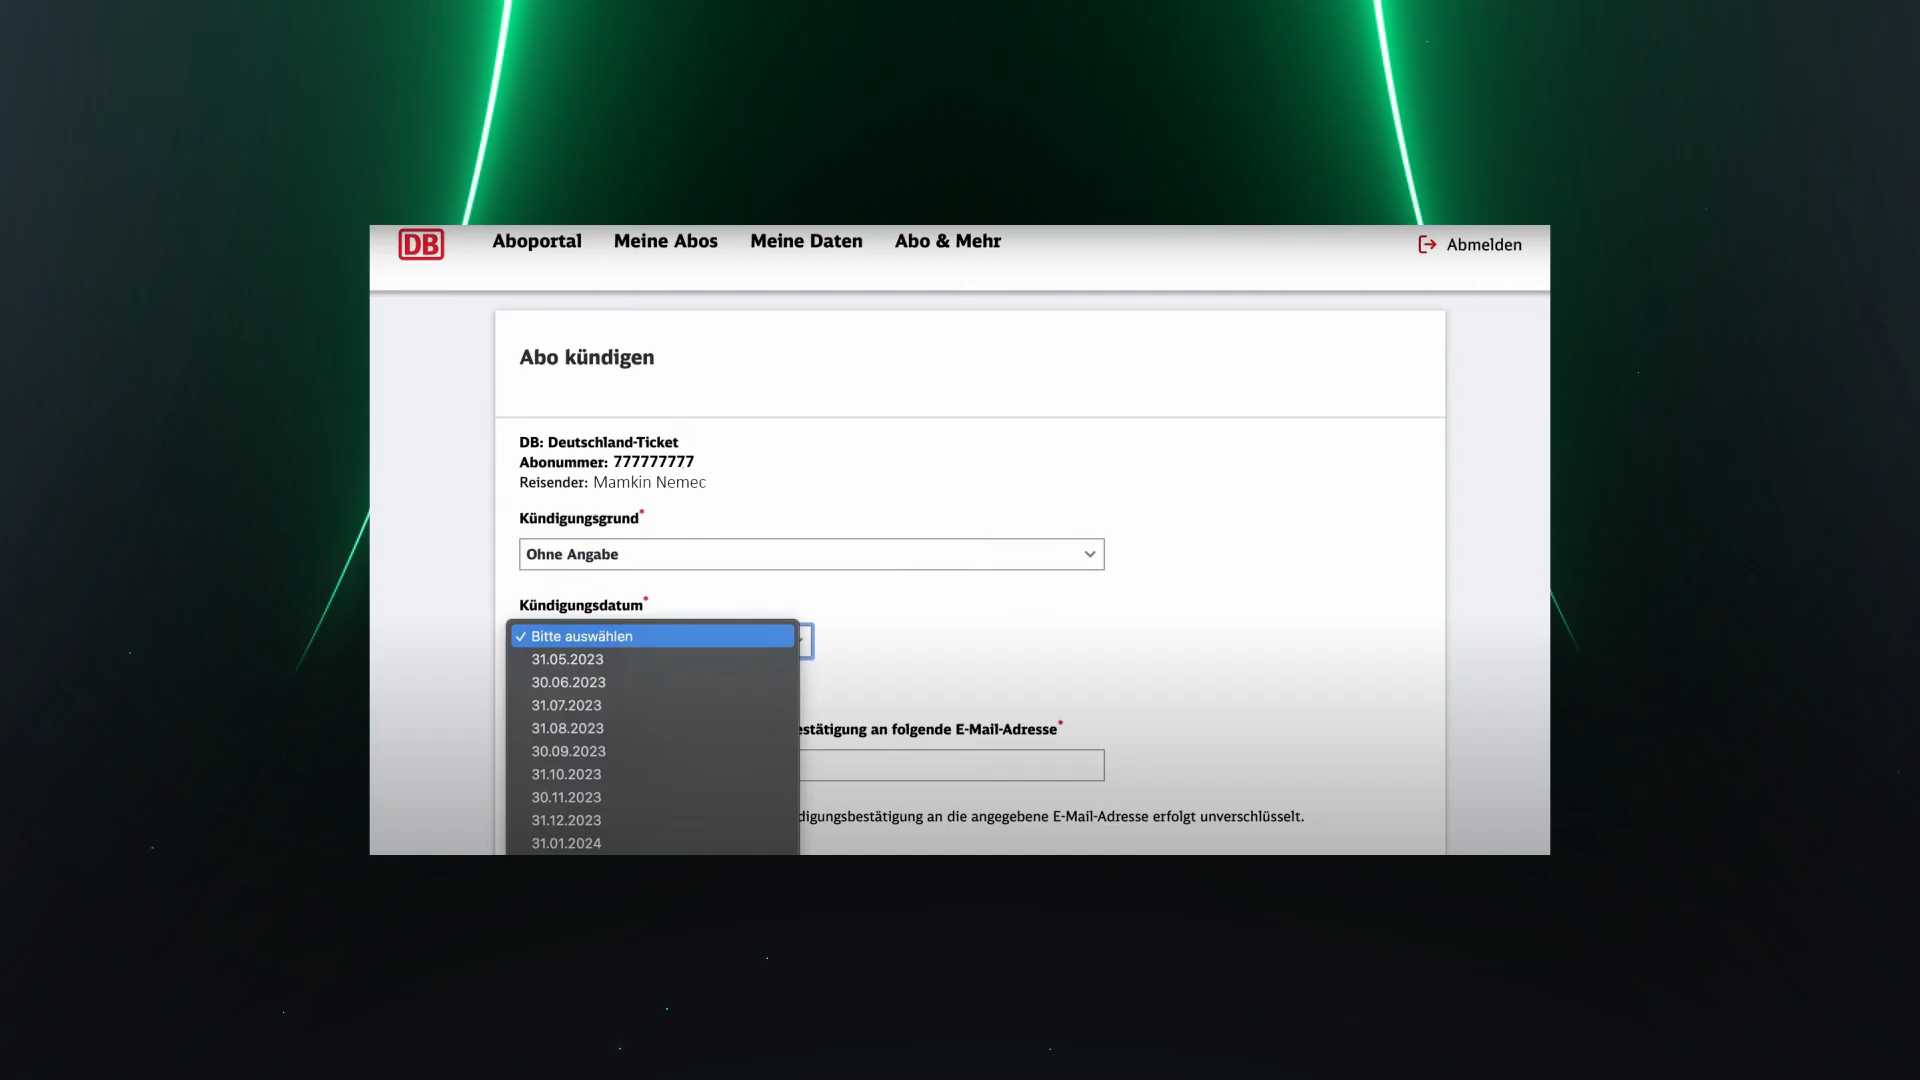 DB Aboportal Meine Abos Meine Daten Abo & Mehr Abmelden
Abo kündigen
DB: Deutschland-Ticket
Abonummer: 777777777
Reisender: Mamkin Nemec
Kündigungsgrund*
Ohne Angabe
Kündigungsdatum*
✓ Bitte auswählen
31.05.2023
30.06.2023
31.07.2023
31.08.2023
30.09.2023
31.10.2023
30.11.2023
31.12.2023
31.01.2024
estätigung an folgende E-Mail-Adresse*
digungsbestätigung an die angegebene E-Mail-Adresse erfolgt unverschlüsselt.